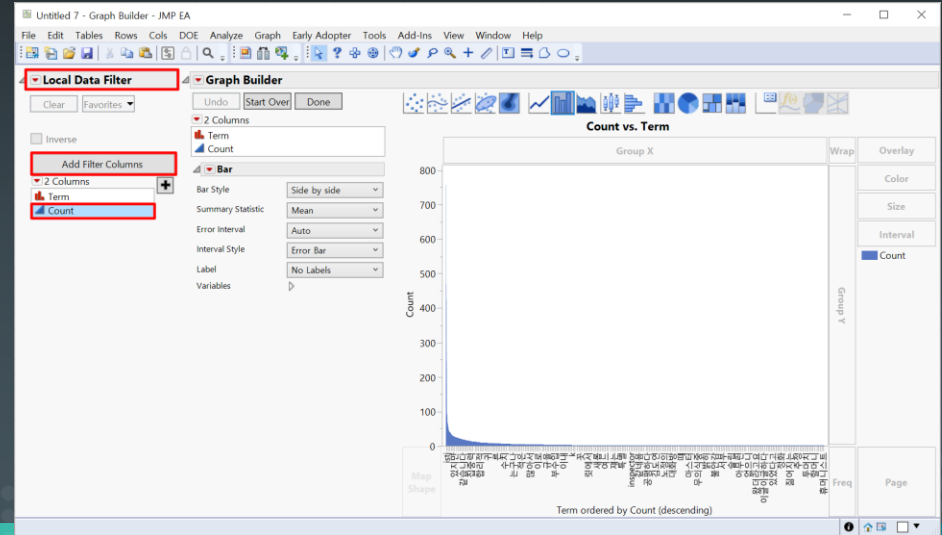 Untitled 7 - Graph Builder - JMP EA
File Edit Tables Rows Cols DOE Analyze Graph Early Adopter Tools Add-Ins View Window Help
Local Data Filter
Clear
Favorites
Inverse
Add Filter Columns
2 Columns
Term
Count
Graph Builder
Undo
Start Over
Done
2 Columns
Term
Count
Bar
Bar Style
Side by side
Summary Statistic
Mean
Error Interval
Auto
Interval Style
Error Bar
Label
No Labels
Variables
Count vs. Term
Group X
Wrap
Overlay
Color
Size
Interval
Count
Group Y
Count
800
700
600
500
400
300
200
100
0
Map
Shape
Freq
Page
Term ordered by Count (descending)